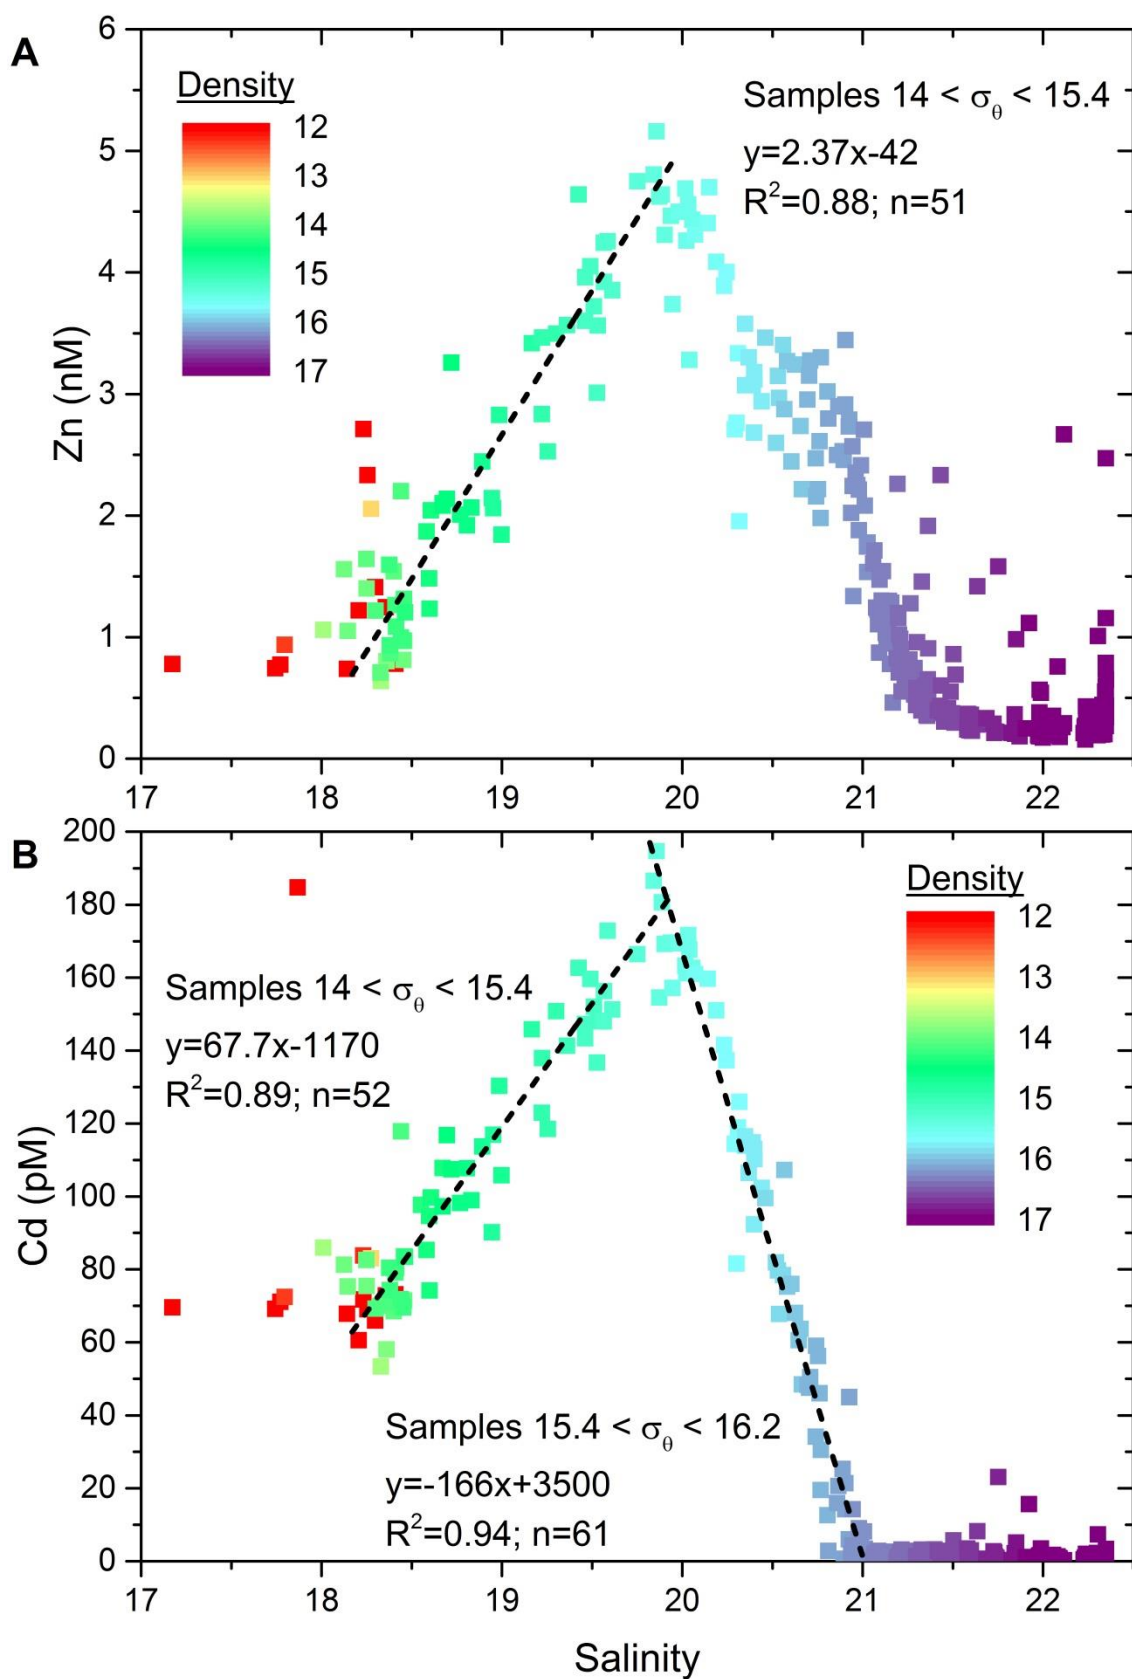 A
Density
12
13
14
15
16
17
Samples 14 < σθ < 15.4
y=2.37x-42
R²=0.88; n=51
Zn (nM)
6
5
4
3
2
1
0
17 18 19 20 21 22
B
Density
12
13
14
15
16
17
Samples 14 < σθ < 15.4
y=67.7x-1170
R²=0.89; n=52
Samples 15.4 < σθ < 16.2
y=-166x+3500
R²=0.94; n=61
Cd (pM)
200
180
160
140
120
100
80
60
40
20
0
17 18 19 20 21 22
Salinity